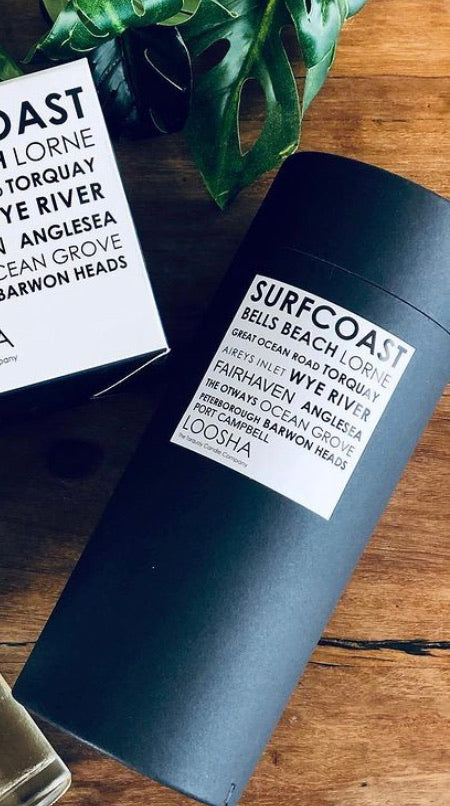 OAST
H LORNE
TORQUAY
WYE RIVER
N ANGLESEA
OCEAN GROVE
BARWON HEADS
A
pany
SURFCOAST
BELLS BEACH LORNE
GREAT OCEAN ROAD TORQUAY
AIREYS INLET WYE RIVER
FAIRHAVEN ANGLESEA
THE OTWAYS OCEAN GROVE
PETERBOROUGH BARWON HEADS
PORT CAMPBELL
LOOSHA
The Torquay Candle Company